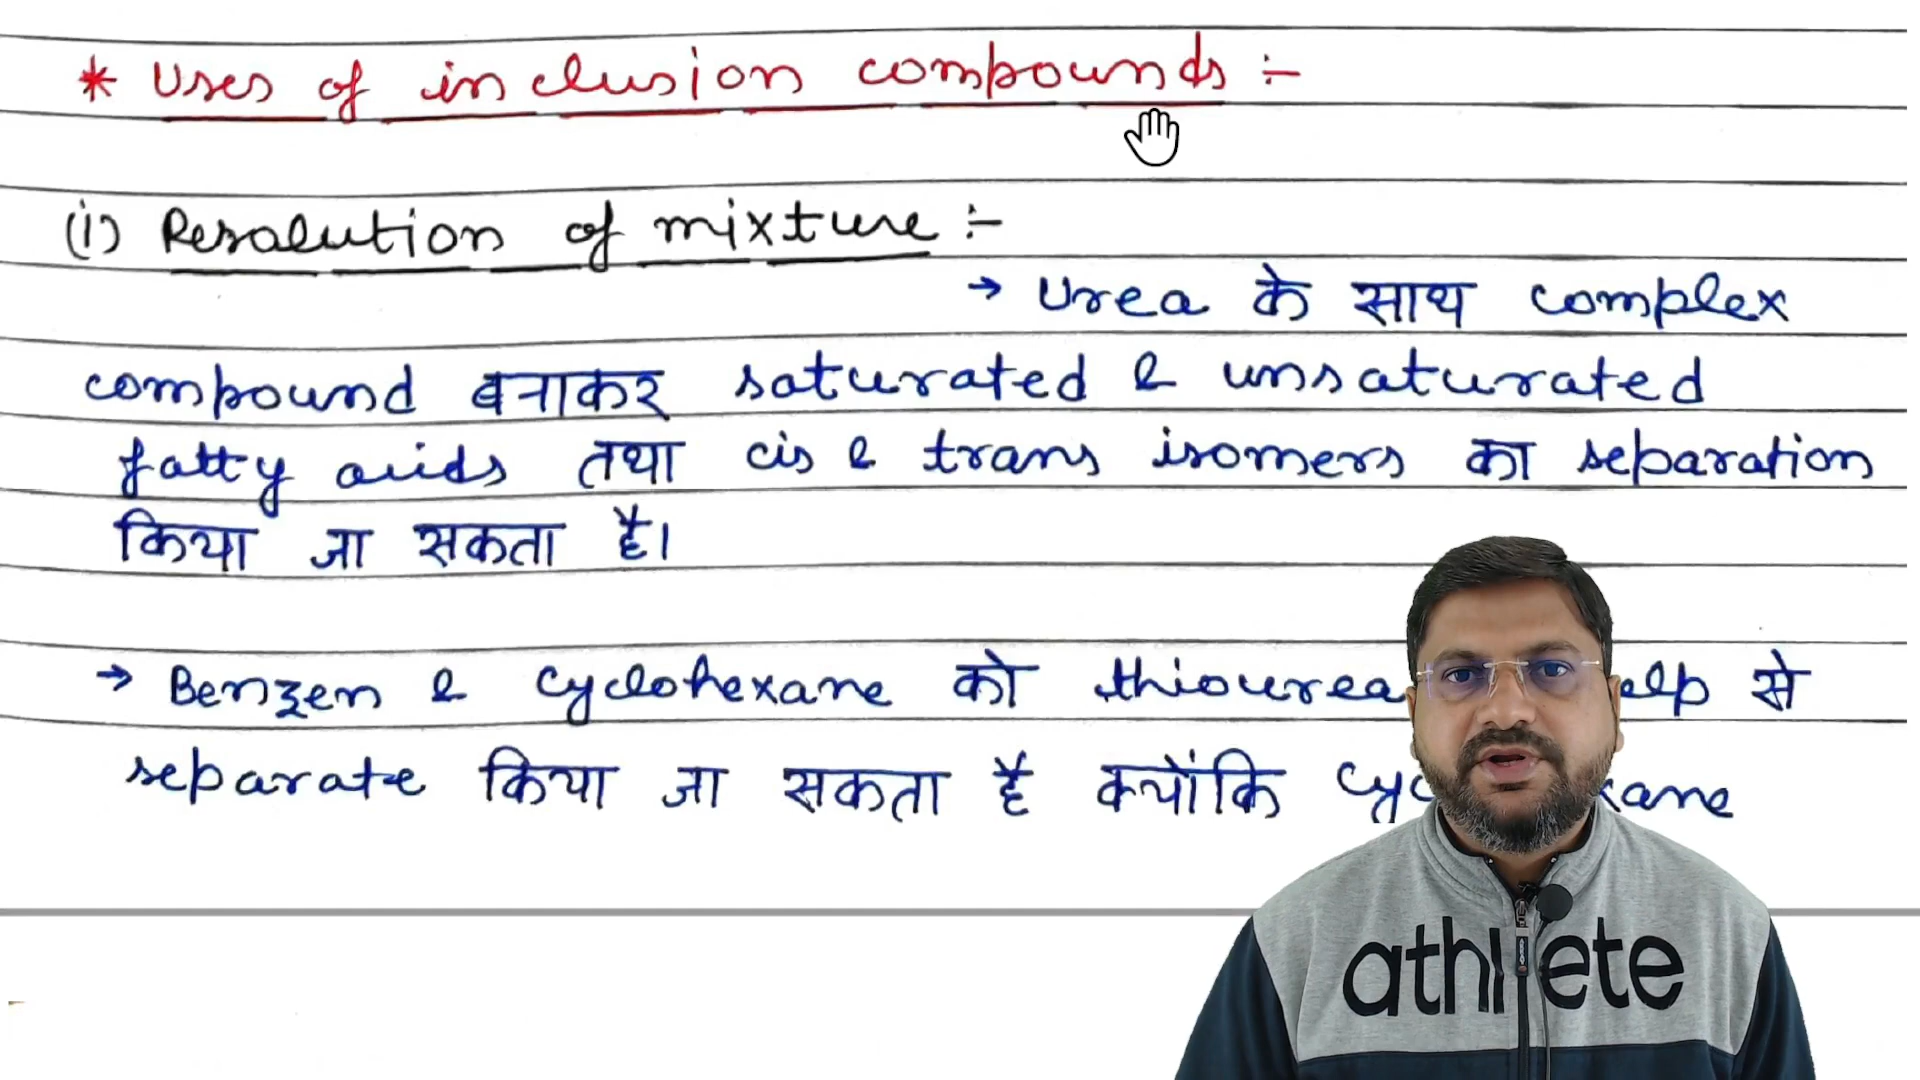 * Uses of inclusion compounds :-
(i) Resolution of mixture :-
→ Urea के साथ complex
compound बनाकर saturated & unsaturated
fatty acids तथा cis & trans isomers का separation
किया जा सकता है।
→ Benzen & cyclohexane को thiourea से
separate किया जा सकता है क्योंकि
athlete